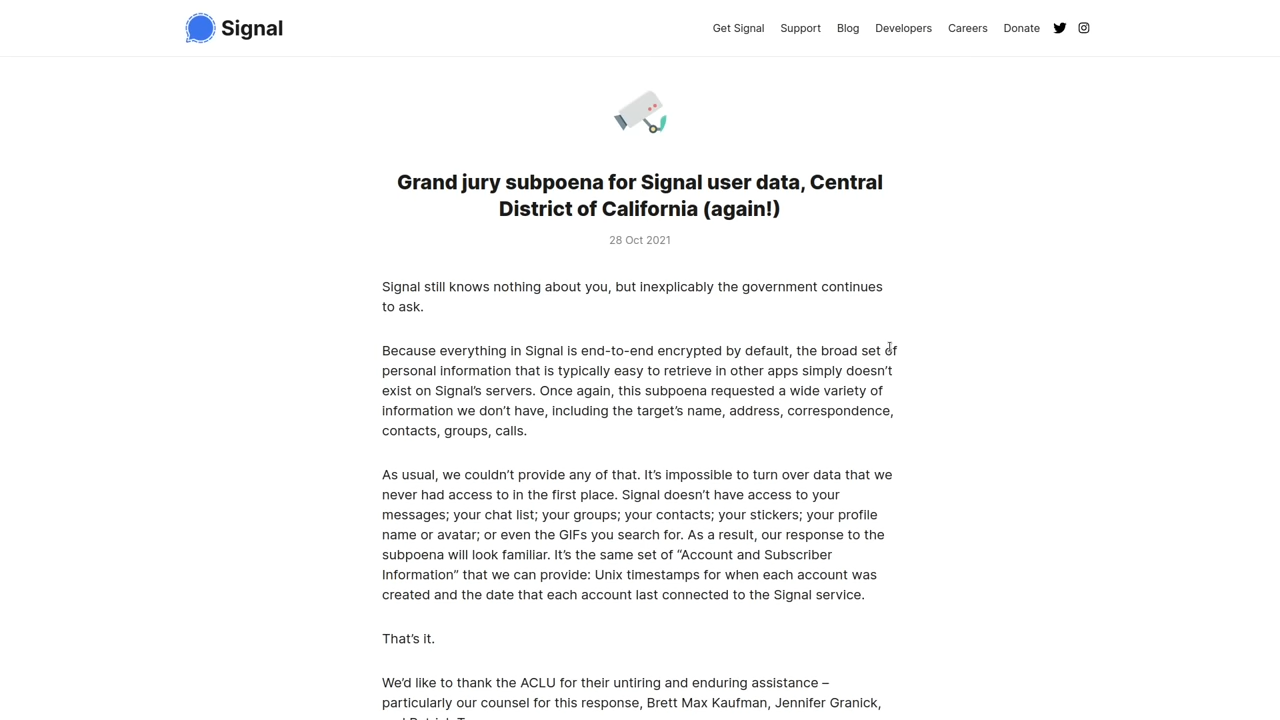 Signal
Get Signal
Support
Blog
Developers
Careers
Donate
Grand jury subpoena for Signal user data, Central
District of California (again!)
28 Oct 2021
Signal still knows nothing about you, but inexplicably the government continues
to ask.
Because everything in Signal is end-to-end encrypted by default, the broad set of
personal information that is typically easy to retrieve in other apps simply doesn’t
exist on Signal’s servers. Once again, this subpoena requested a wide variety of
information we don’t have, including the target’s name, address, correspondence,
contacts, groups, calls.
As usual, we couldn’t provide any of that. It’s impossible to turn over data that we
never had access to in the first place. Signal doesn’t have access to your
messages; your chat list; your groups; your contacts; your stickers; your profile
name or avatar; or even the GIFs you search for. As a result, our response to the
subpoena will look familiar. It’s the same set of “Account and Subscriber
Information” that we can provide: Unix timestamps for when each account was
created and the date that each account last connected to the Signal service.
That’s it.
We’d like to thank the ACLU for their untiring and enduring assistance –
particularly our counsel for this response, Brett Max Kaufman, Jennifer Granick,